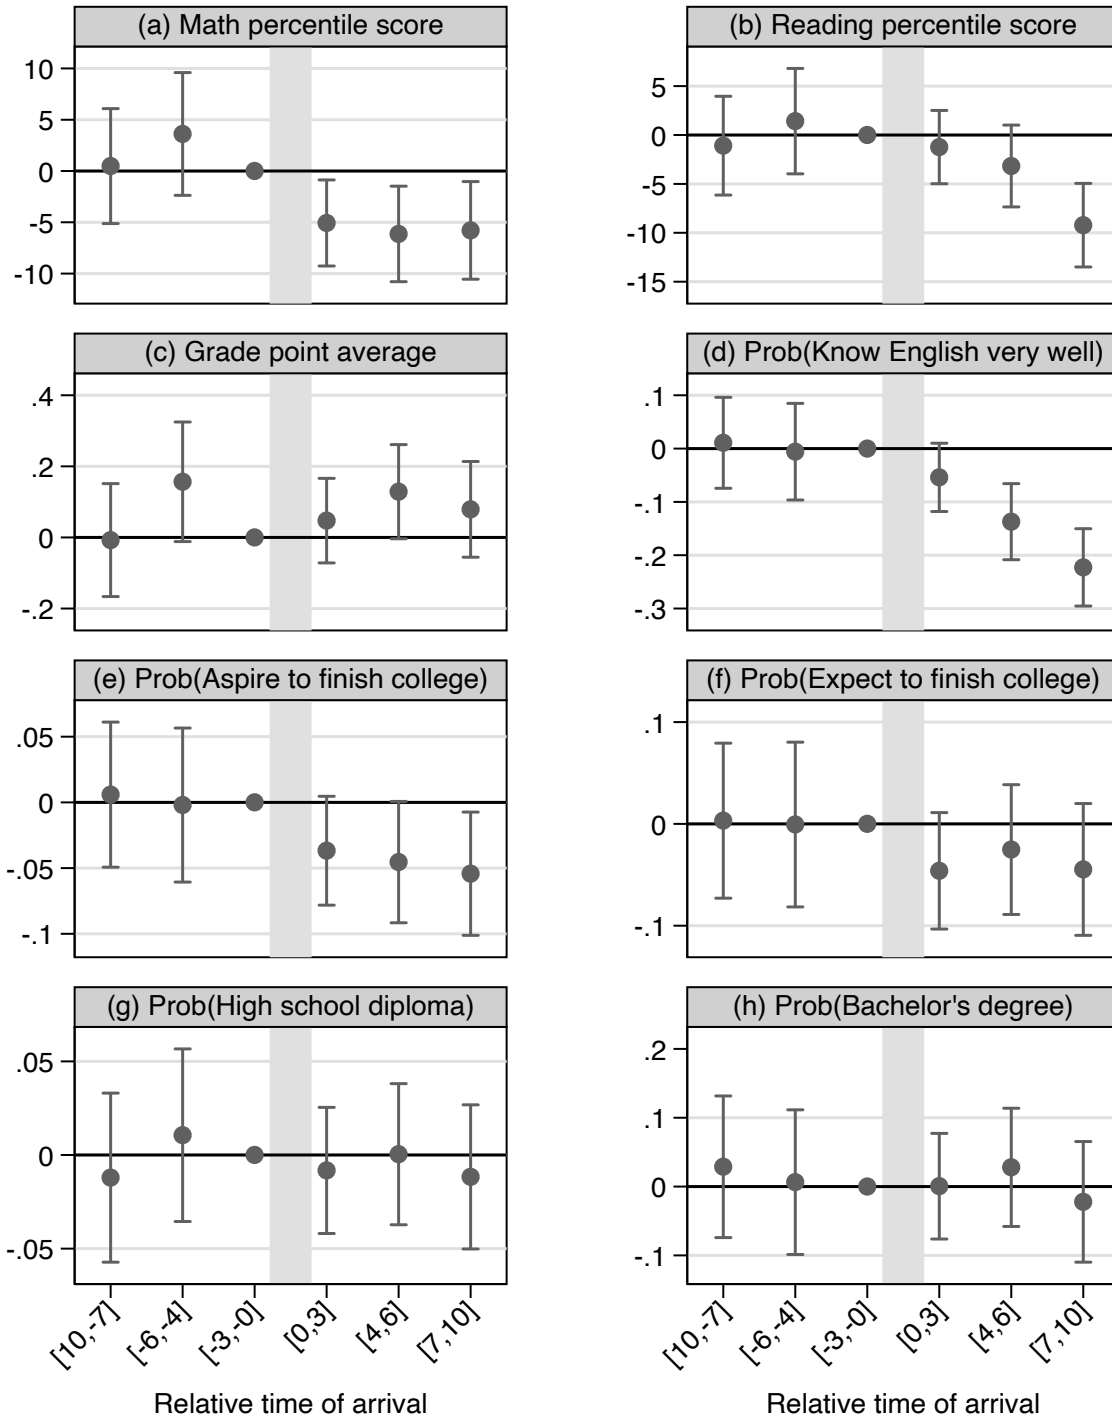 (a) Math percentile score
10
5
0
-5
-10
(b) Reading percentile score
5
0
-5
-10
-15
(c) Grade point average
.4
.2
0
-.2
(d) Prob(Know English very well)
.1
0
-.1
-.2
-.3
(e) Prob(Aspire to finish college)
.05
0
-.05
-.1
(f) Prob(Expect to finish college)
.1
0
-.1
(g) Prob(High school diploma)
.05
0
-.05
[10,-7] [-6,-4] [-3,-0] [0,3] [4,6] [7,10]
Relative time of arrival
(h) Prob(Bachelor's degree)
.2
.1
0
-.1
[10,-7] [-6,-4] [-3,-0] [0,3] [4,6] [7,10]
Relative time of arrival